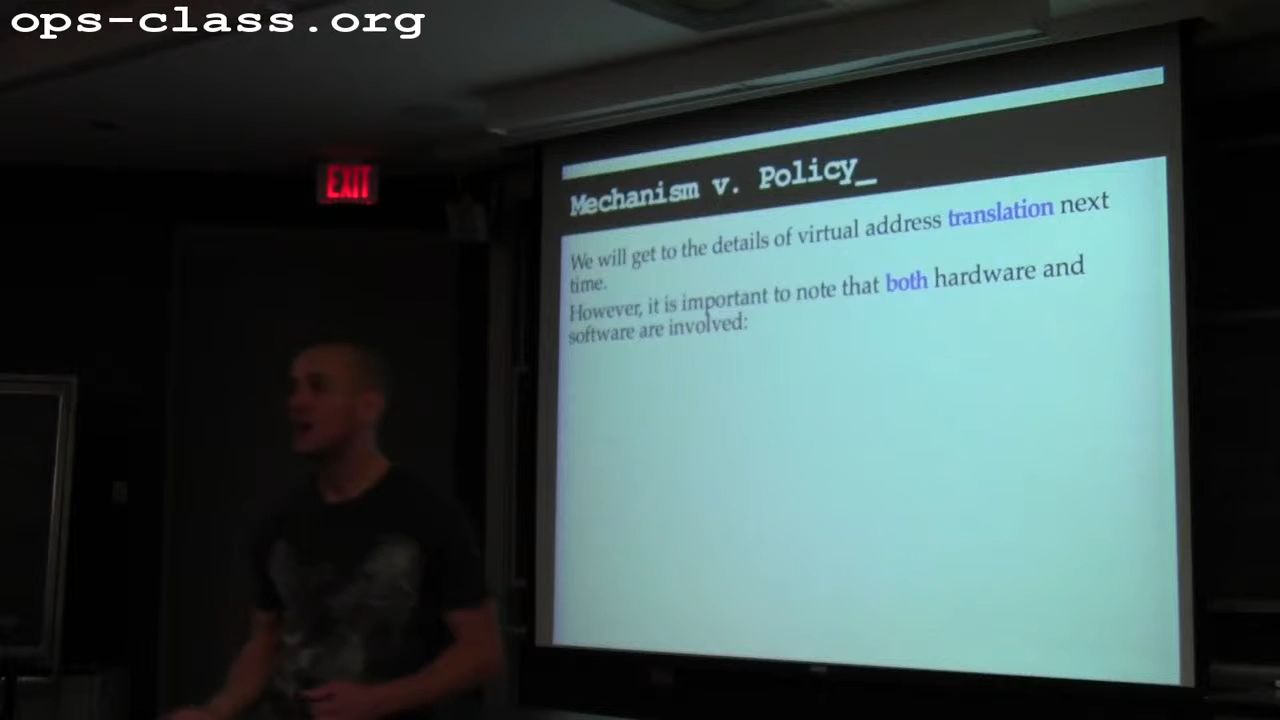 ops-class.org
EXIT
Mechanism v. Policy_
We will get to the details of virtual address translation next
time.
However, it is important to note that both hardware and
software are involved: